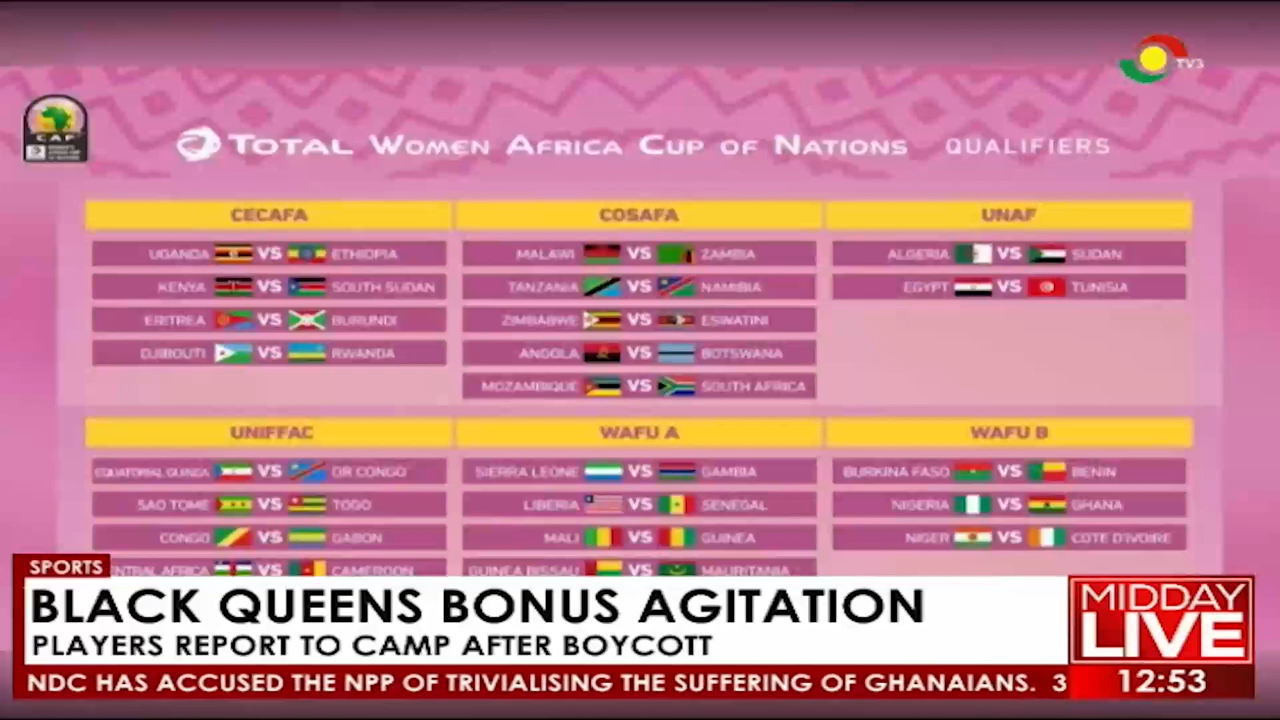 TV3
CAF
TOTAL WOMEN AFRICA CUP OF NATIONS QUALIFIERS
CECAFA COSAFA UNAF
UGANDA VS ETHIOPIA MALAWI VS ZAMBIA ALGERIA VS SUDAN
KENYA VS SOUTH SUDAN TANZANIA VS NAMIBIA EGYPT VS TUNISIA
ERITREA VS BURUNDI ZIMBABWE VS ESWATINI
DJIBOUTI VS RWANDA ANGOLA VS BOTSWANA
MOZAMBIQUE VS SOUTH AFRICA
UNIFFAC WAFU A WAFU B
EQUATORIAL GUINEA VS DR CONGO SIERRA LEONE VS GAMBIA BURKINA FASO VS BENIN
SAO TOME VS TOGO LIBERIA VS SENEGAL NIGERIA VS GHANA
CONGO VS GABON MALI VS GUINEA NIGER VS COTE D'IVOIRE
NTRAL AFRICA VS CAMEROON GUINEA BISSAU VS MAURITANIA
SPORTS
BLACK QUEENS BONUS AGITATION
PLAYERS REPORT TO CAMP AFTER BOYCOTT
MIDDAY
LIVE
NDC HAS ACCUSED THE NPP OF TRIVIALISING THE SUFFERING OF GHANAIANS. 3
12:53